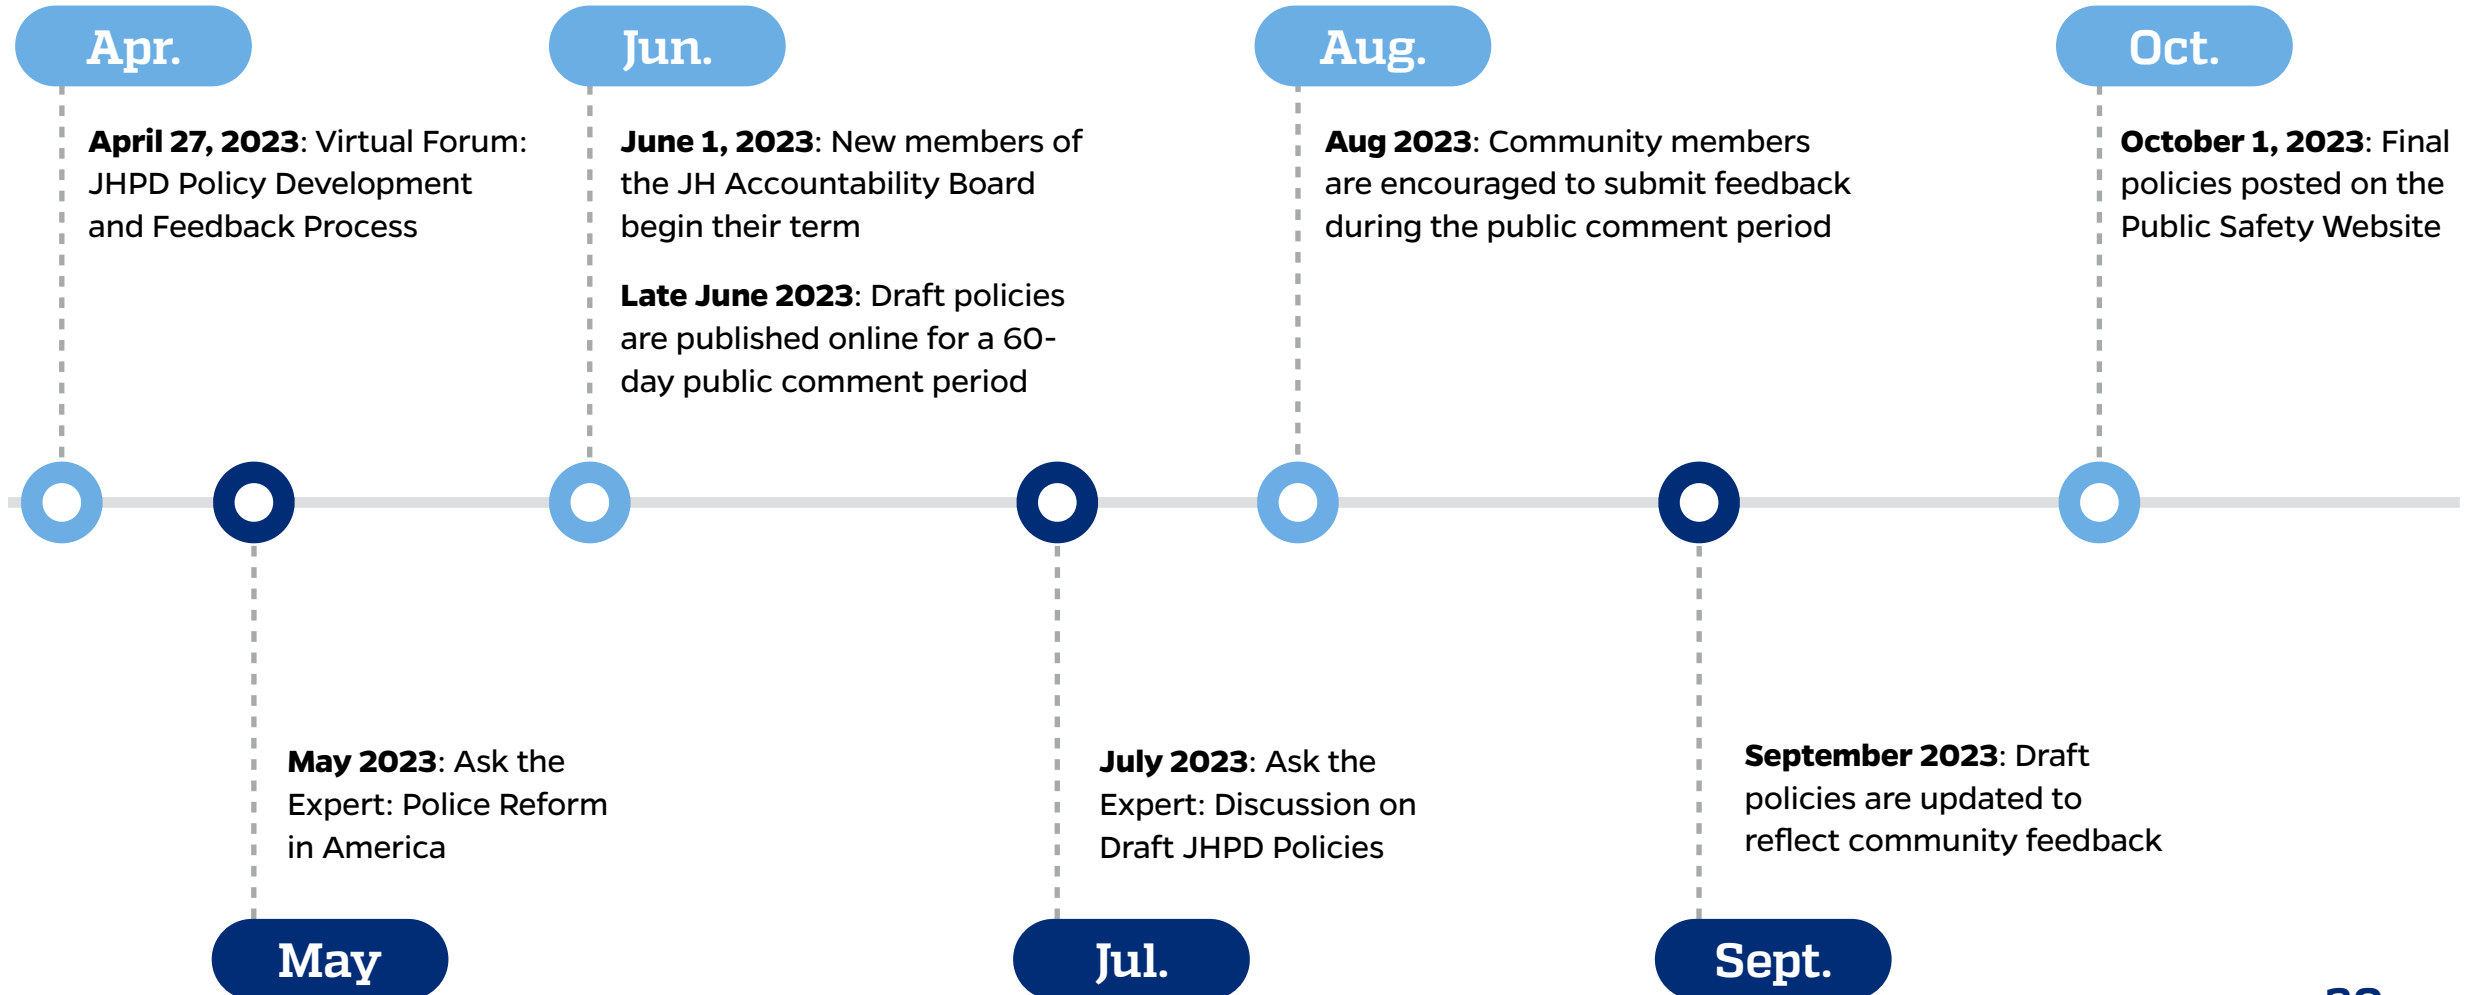 Apr.
April 27, 2023: Virtual Forum:
JHPD Policy Development
and Feedback Process
Jun.
June 1, 2023: New members of
the JH Accountability Board
begin their term
Late June 2023: Draft policies
are published online for a 60-
day public comment period
Aug.
Aug 2023: Community members
are encouraged to submit feedback
during the public comment period
Oct.
October 1, 2023: Final
policies posted on the
Public Safety Website
May 2023: Ask the
Expert: Police Reform
in America
May
July 2023: Ask the
Expert: Discussion on
Draft JHPD Policies
Jul.
September 2023: Draft
policies are updated to
reflect community feedback
Sept.